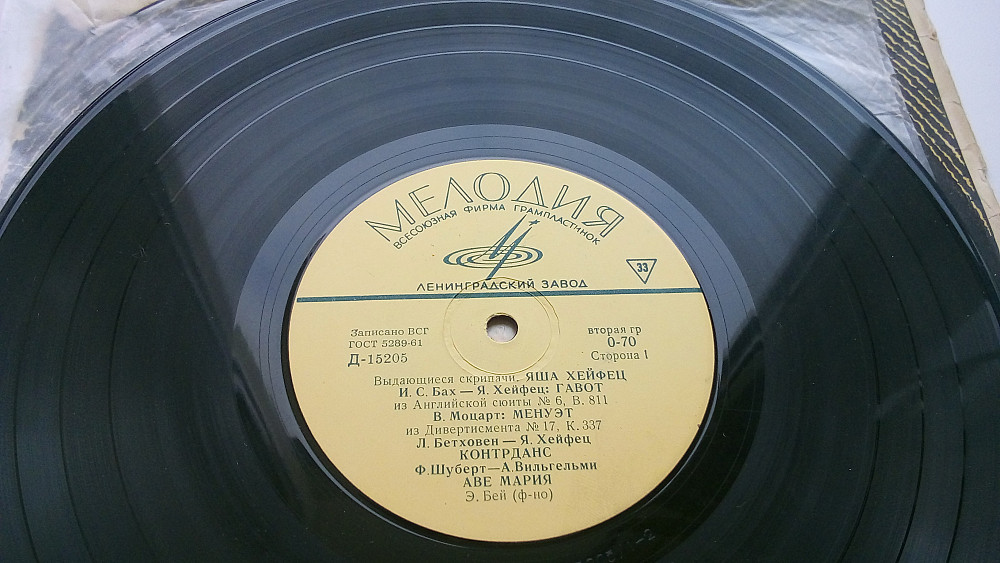 МЕЛОДИЯ
ВСЕСОЮЗНАЯ ФИРМА ГРАМПЛАСТИНОК
ЛЕНИНГРАДСКИЙ ЗАВОД
33
Записано ВСГ
ГОСТ 5289-61
Д-15205
вторая гр
0-70
Сторона 1
Выдающиеся скрипачи. ЯША ХЕЙФЕЦ
И. С. Бах — Я. Хейфец: ГАВОТ
из Английской сюиты № 6, В. 811
В. Моцарт: МЕНУЭТ
из Дивертисмента № 17, К. 337
Л. Бетховен — Я. Хейфец
КОНТРДАНС
Ф. Шуберт — А. Вильгельми
АВЕ МАРИЯ
Э. Бей (ф-но)